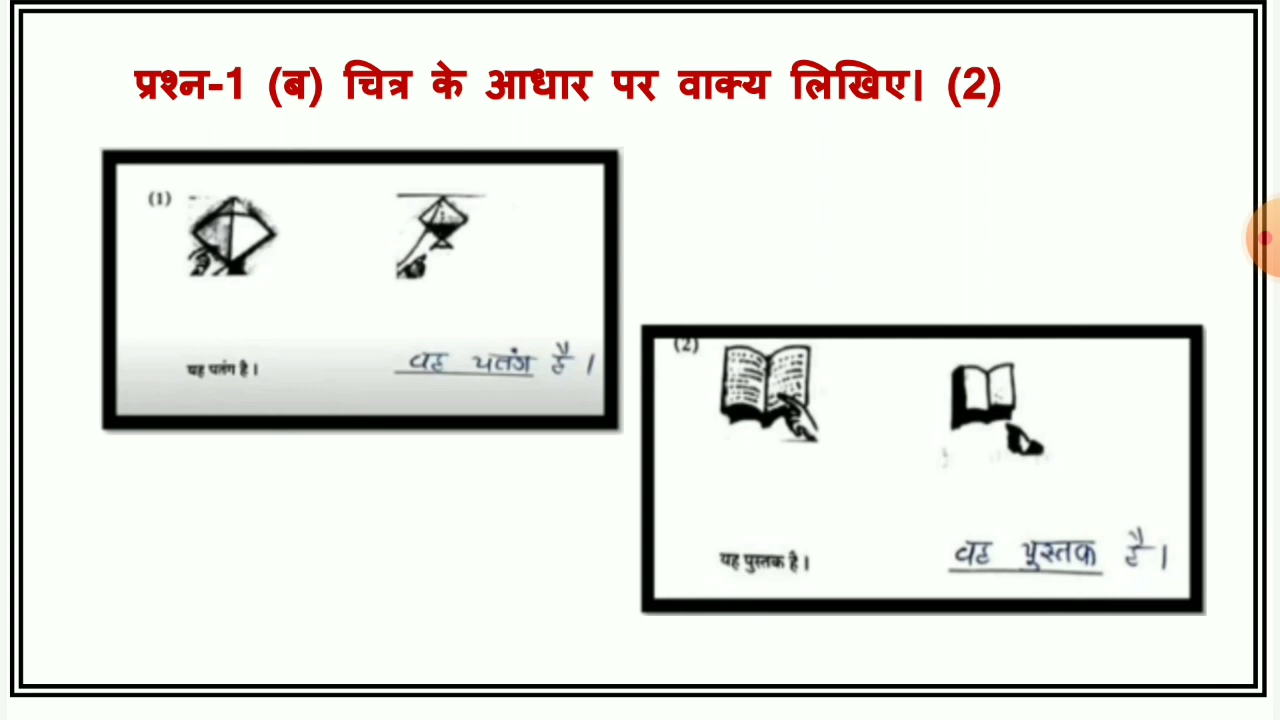 प्रश्न-1 (ब) चित्र के आधार पर वाक्य लिखिए। (2)
(1)
यह पतंग है।
वह पतंग है।
(2)
यह पुस्तक है।
वह पुस्तक है।